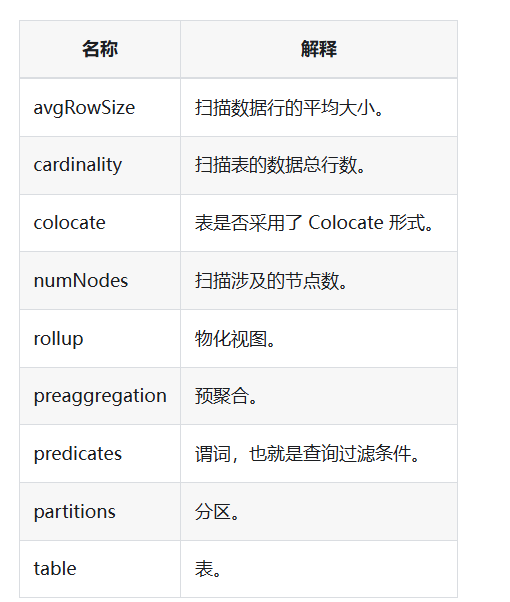 名称 解释
avgRowSize 扫描数据行的平均大小。
cardinality 扫描表的数据总行数。
colocate 表是否采用了 Colocate 形式。
numNodes 扫描涉及的节点数。
rollup 物化视图。
preaggregation 预聚合。
predicates 谓词，也就是查询过滤条件。
partitions 分区。
table 表。